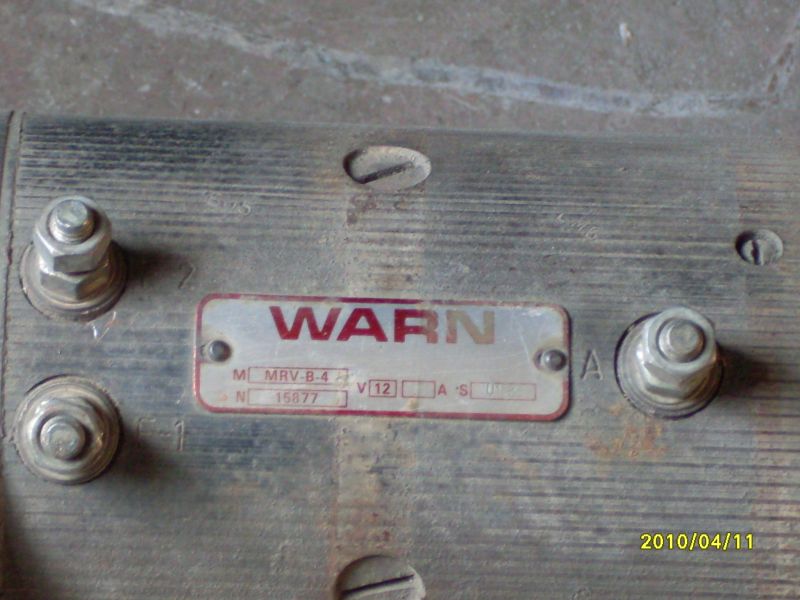 WARN
M MRV-B-4
V 12 A S
N 15877
A
F-1
2010/04/11